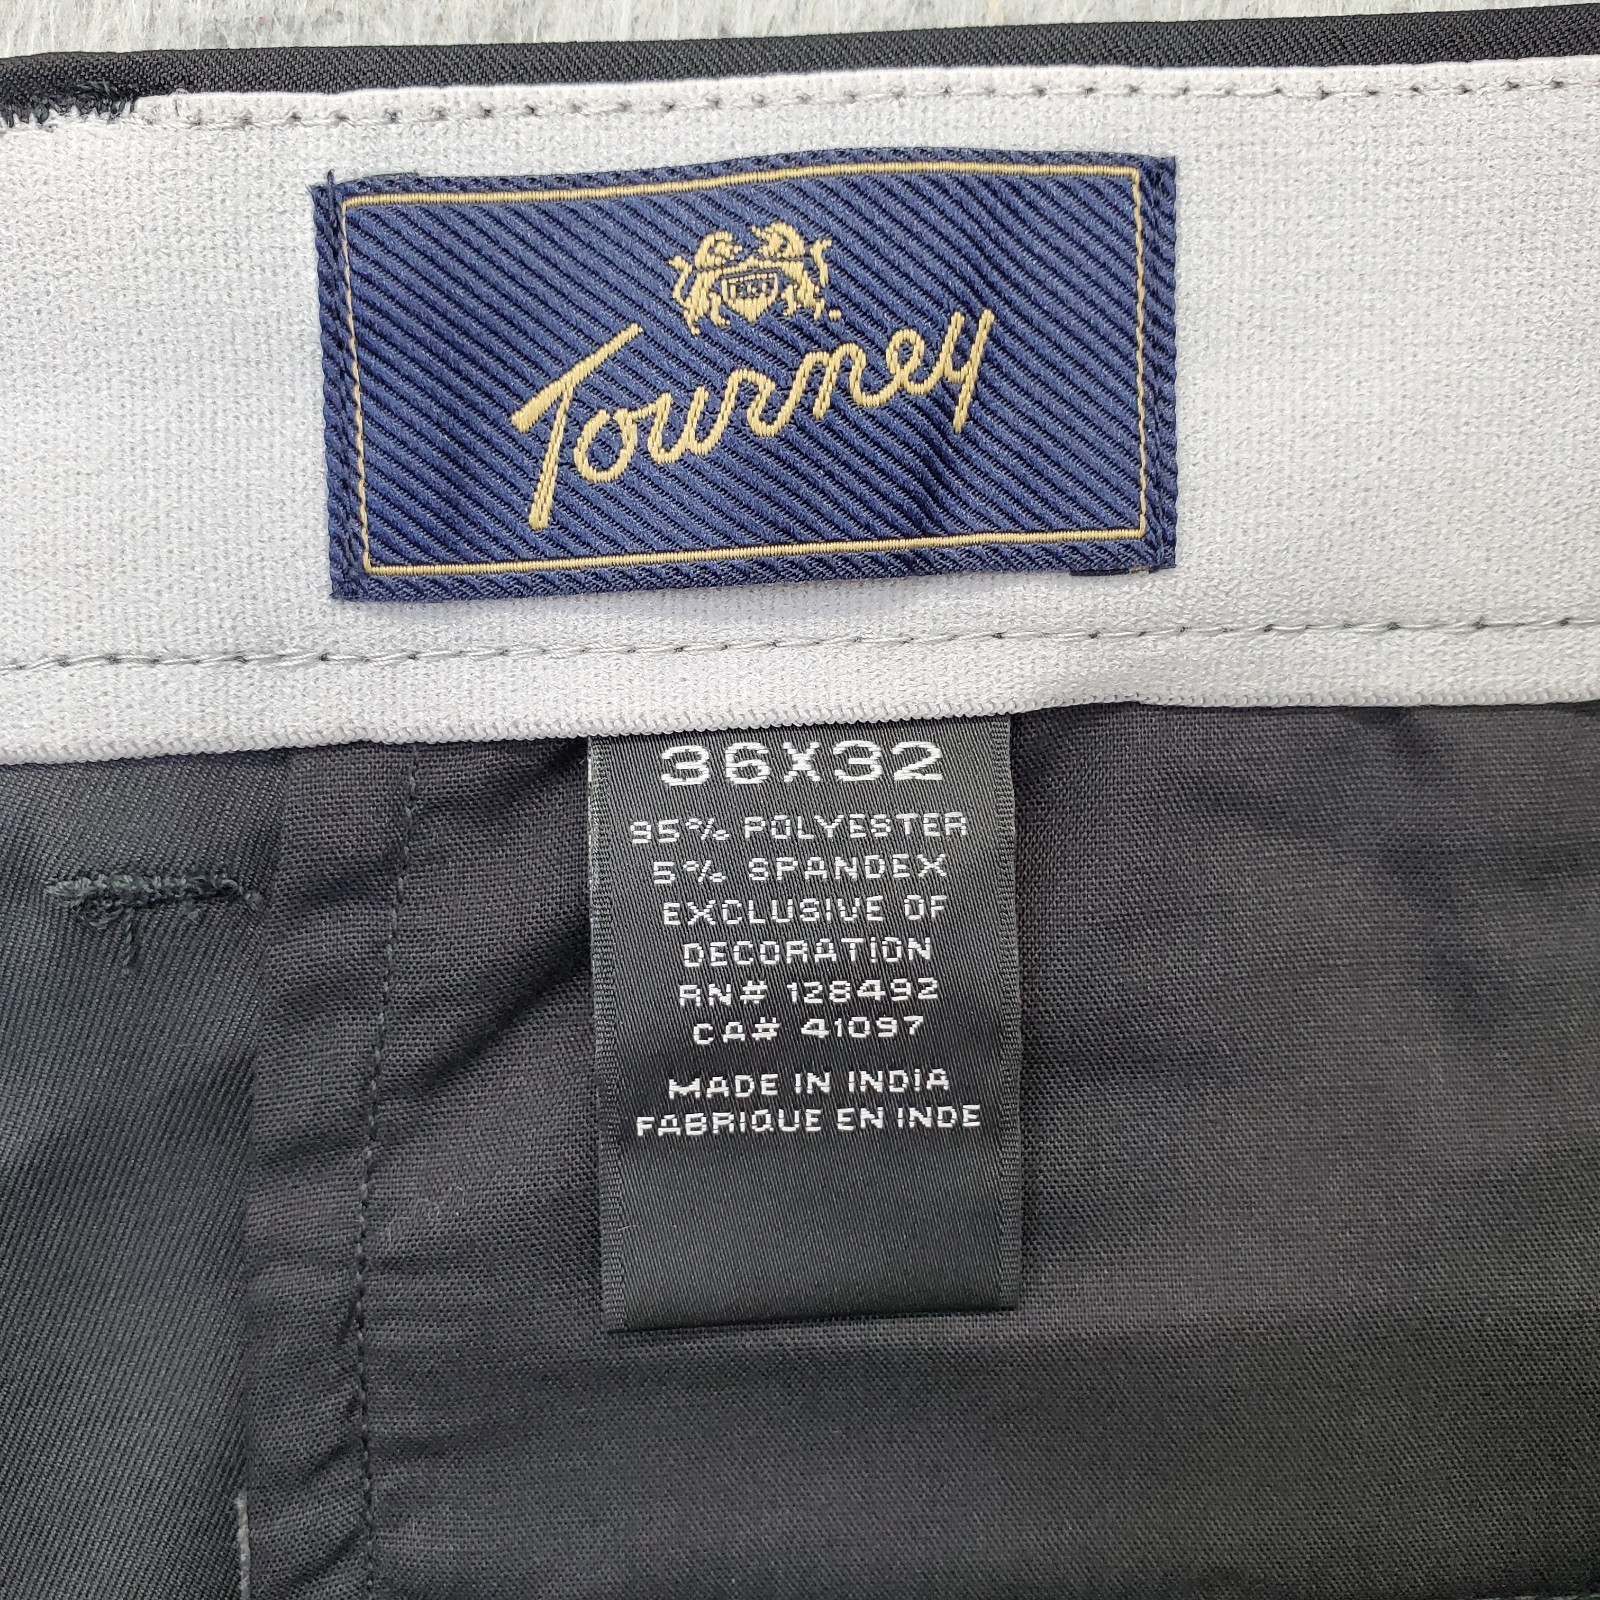 Tourney
36X32
95% POLYESTER
5% SPANDEX
EXCLUSIVE OF
DECORATION
RN# 128492
CA# 41097
MADE IN INDIA
FABRIQUE EN INDE